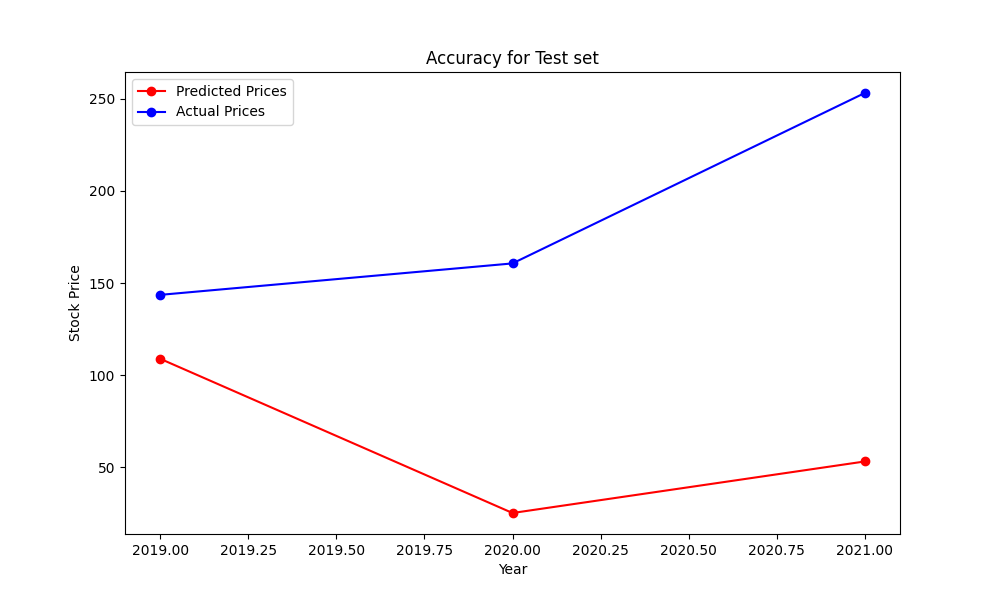 Accuracy for Test set
Predicted Prices
Actual Prices
250
200
150
100
50
Stock Price
2019.00 2019.25 2019.50 2019.75 2020.00 2020.25 2020.50 2020.75 2021.00
Year